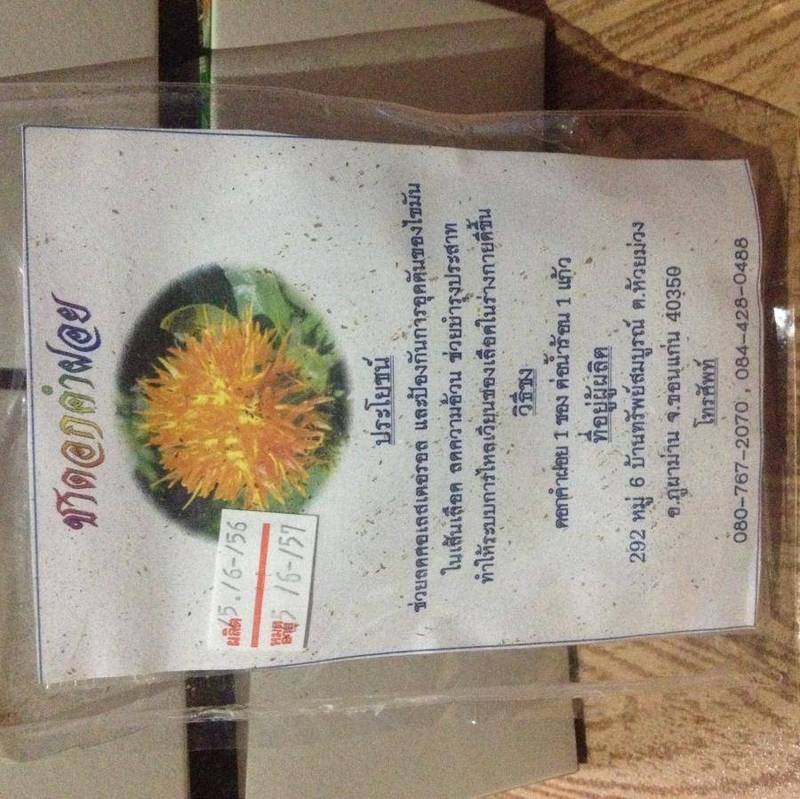 ชาดอกคำฝอย
ผลิต
หมดอายุ
ประโยชน์
ช่วยลดคอเลสเตอรอล และป้องกันการอุดตันของไขมัน
ในเส้นเลือด ลดความอ้วน ช่วยบำรุงประสาท
ทำให้ระบบการไหลเวียนของเลือดในร่างกายดีขึ้น
วิธีชง
ดอกคำฝอย 1 ซอง ต่อน้ำร้อน 1 แก้ว
ที่อยู่ผู้ผลิต
292 หมู่ 6 บ้านทรัพย์สมบูรณ์ ต.ห้วยม่วง
อ.ภูผาม่าน จ.ขอนแก่น 40350
โทรศัพท์
080-767-2070 , 084-428-0488